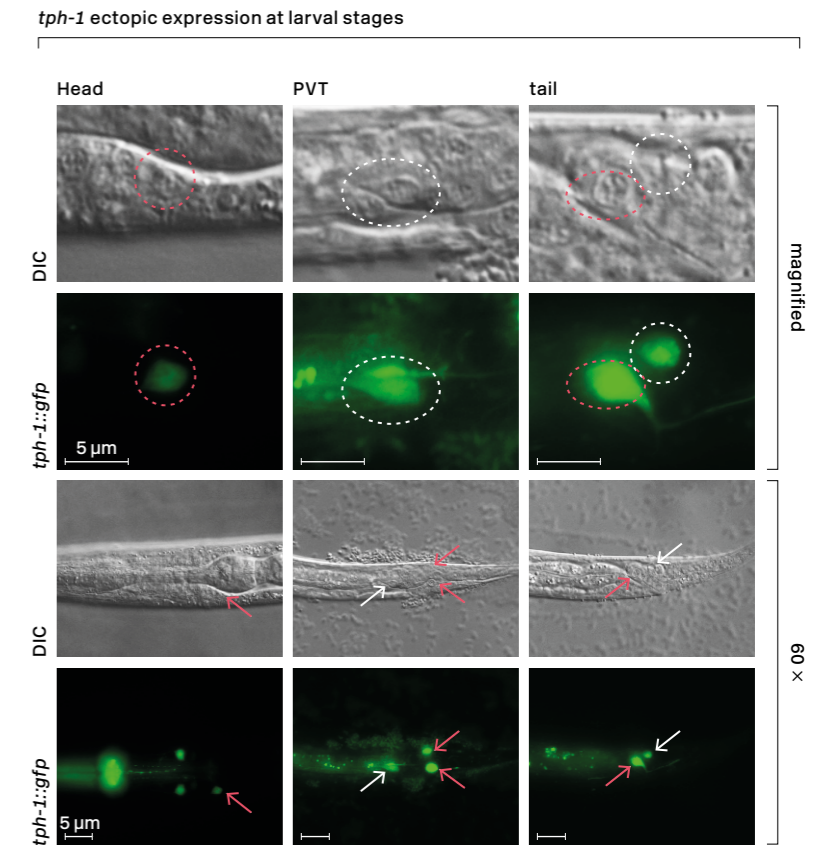 tph-1 ectopic expression at larval stages
Head
PVT
tail
DIC
magnified
tph-1::gfp
5 µm
DIC
60 ×
tph-1::gfp
5 µm